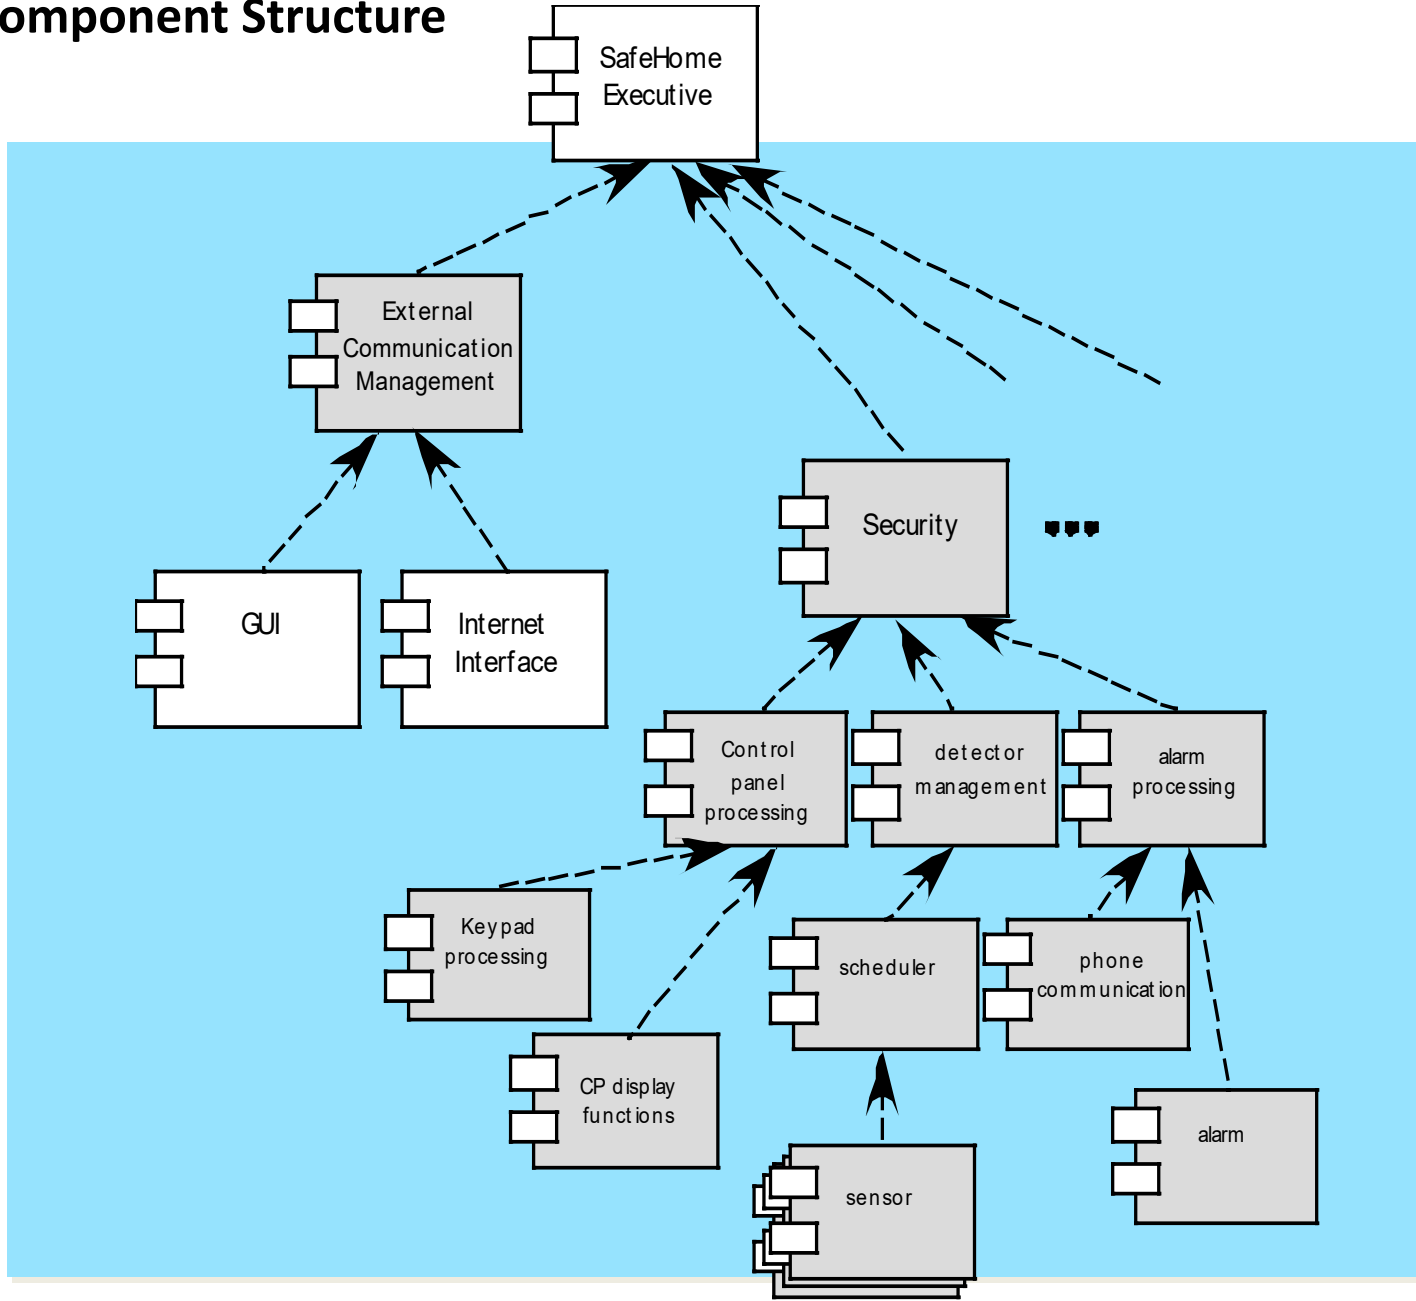 omponent Structure
SafeHome
Executive
External
Communication
Management
Security
GUI
Internet
Interface
Control
panel
processing
detector
management
alarm
processing
Keypad
processing
scheduler
phone
communication
CP display
functions
alarm
sensor